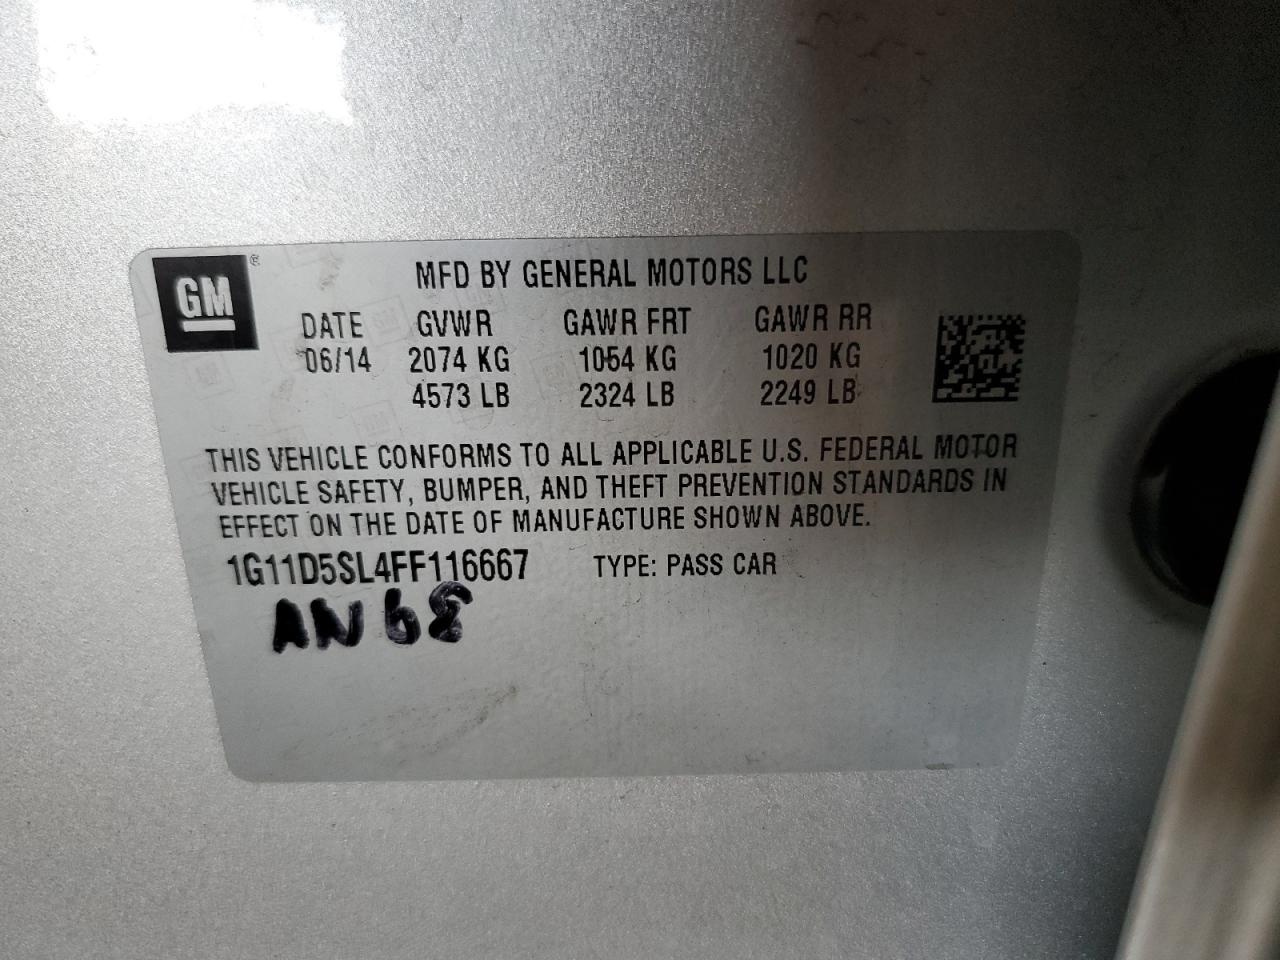 GM ®
MFD BY GENERAL MOTORS LLC
DATE GVWR GAWR FRT GAWR RR
06/14 2074 KG 1054 KG 1020 KG
4573 LB 2324 LB 2249 LB
THIS VEHICLE CONFORMS TO ALL APPLICABLE U.S. FEDERAL MOTOR
VEHICLE SAFETY, BUMPER, AND THEFT PREVENTION STANDARDS IN
EFFECT ON THE DATE OF MANUFACTURE SHOWN ABOVE.
1G11D5SL4FF116667 TYPE: PASS CAR
AN68